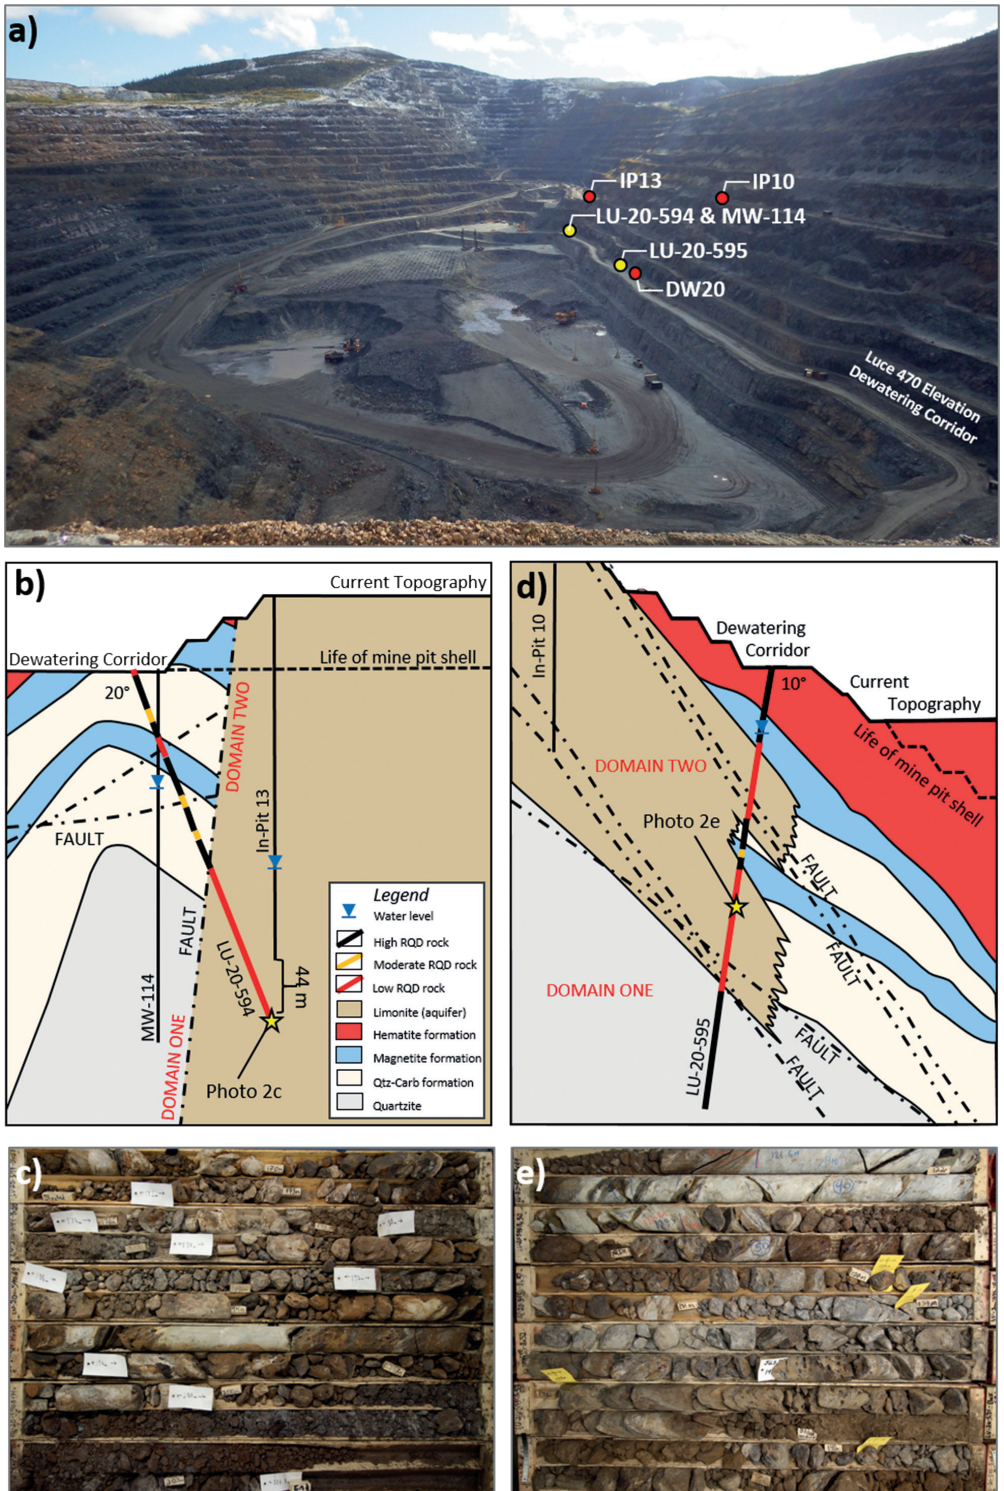 a)
IP13
IP10
LU-20-594 & MW-114
LU-20-595
DW20
Luce 470 Elevation
Dewatering Corridor
b)
Current Topography
Dewatering Corridor
Life of mine pit shell
20°
DOMAIN TWO
FAULT
In-Pit 13
FAULT
LU-20-594
44 m
MW-114
DOMAIN ONE
Photo 2c
Legend
Water level
High RQD rock
Moderate RQD rock
Low RQD rock
Limonite (aquifer)
Hematite formation
Magnetite formation
Qtz-Carb formation
Quartzite
d)
In-Pit 10
Dewatering
Corridor
10°
Current
Topography
Life of mine pit shell
DOMAIN TWO
Photo 2e
FAULT
FAULT
DOMAIN ONE
LU-20-595
FAULT
FAULT
c)
e)